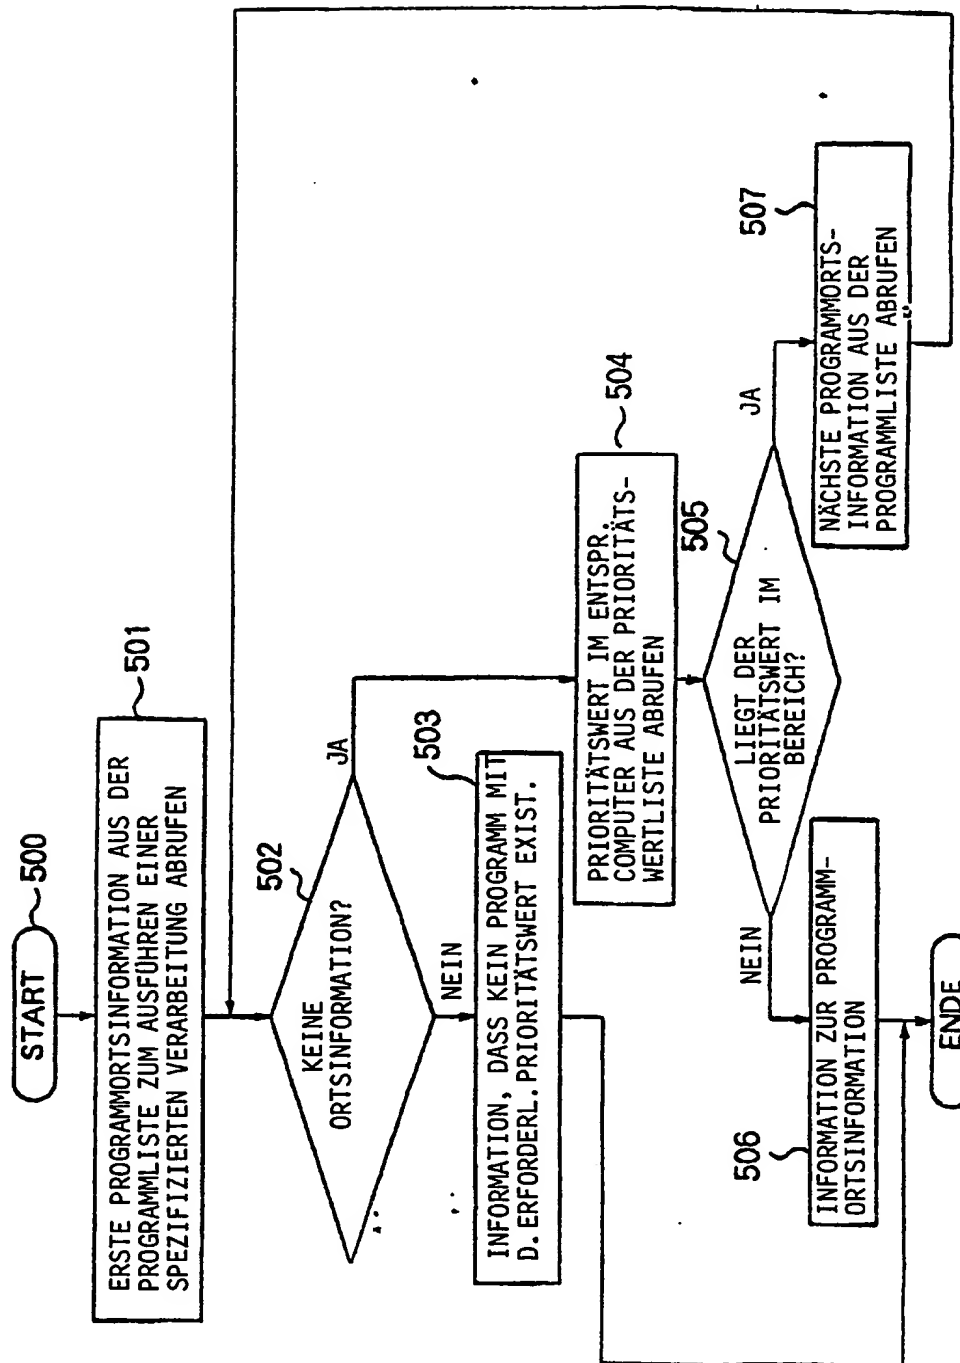 START
500
ERSTE PROGRAMMORTSINFORMATION AUS DER
PROGRAMMLISTE ZUM AUSFÜHREN EINER
SPEZIFIZIERTEN VERARBEITUNG ABRUFEN
501
KEINE
ORTSINFORMATION?
502
JA
NEIN
INFORMATION, DASS KEIN PROGRAMM MIT
D. ERFORDERL. PRIORITÄTSWERT EXIST.
503
PRIORITÄTSWERT IM ENTSPR.
COMPUTER AUS DER PRIORITÄTS-
WERTLISTE ABRUFEN
504
LIEGT DER
PRIORITÄTSWERT IM
BEREICH?
505
NEIN
JA
INFORMATION ZUR PROGRAMM-
ORTSINFORMATION
506
NÄCHSTE PROGRAMMORTS-
INFORMATION AUS DER
PROGRAMMLISTE ABRUFEN
507
ENDE